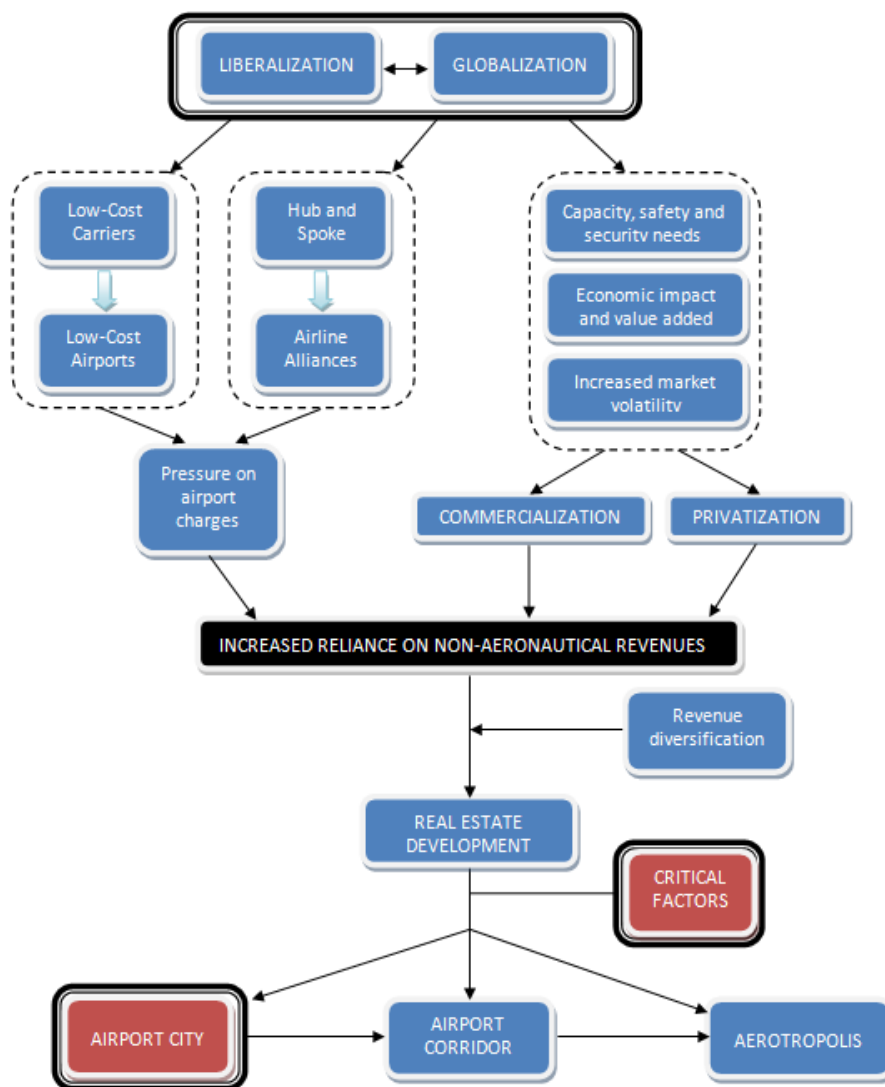 LIBERALIZATION
GLOBALIZATION
Low-Cost
Carriers
Hub and
Spoke
Capacity, safety and
security needs
Low-Cost
Airports
Airline
Alliances
Economic impact
and value added
Increased market
volatility
Pressure on
airport
charges
COMMERCIALIZATION
PRIVATIZATION
INCREASED RELIANCE ON NON-AERONAUTICAL REVENUES
Revenue
diversification
REAL ESTATE
DEVELOPMENT
CRITICAL
FACTORS
AIRPORT CITY
AIRPORT
CORRIDOR
AEROTROPOLIS